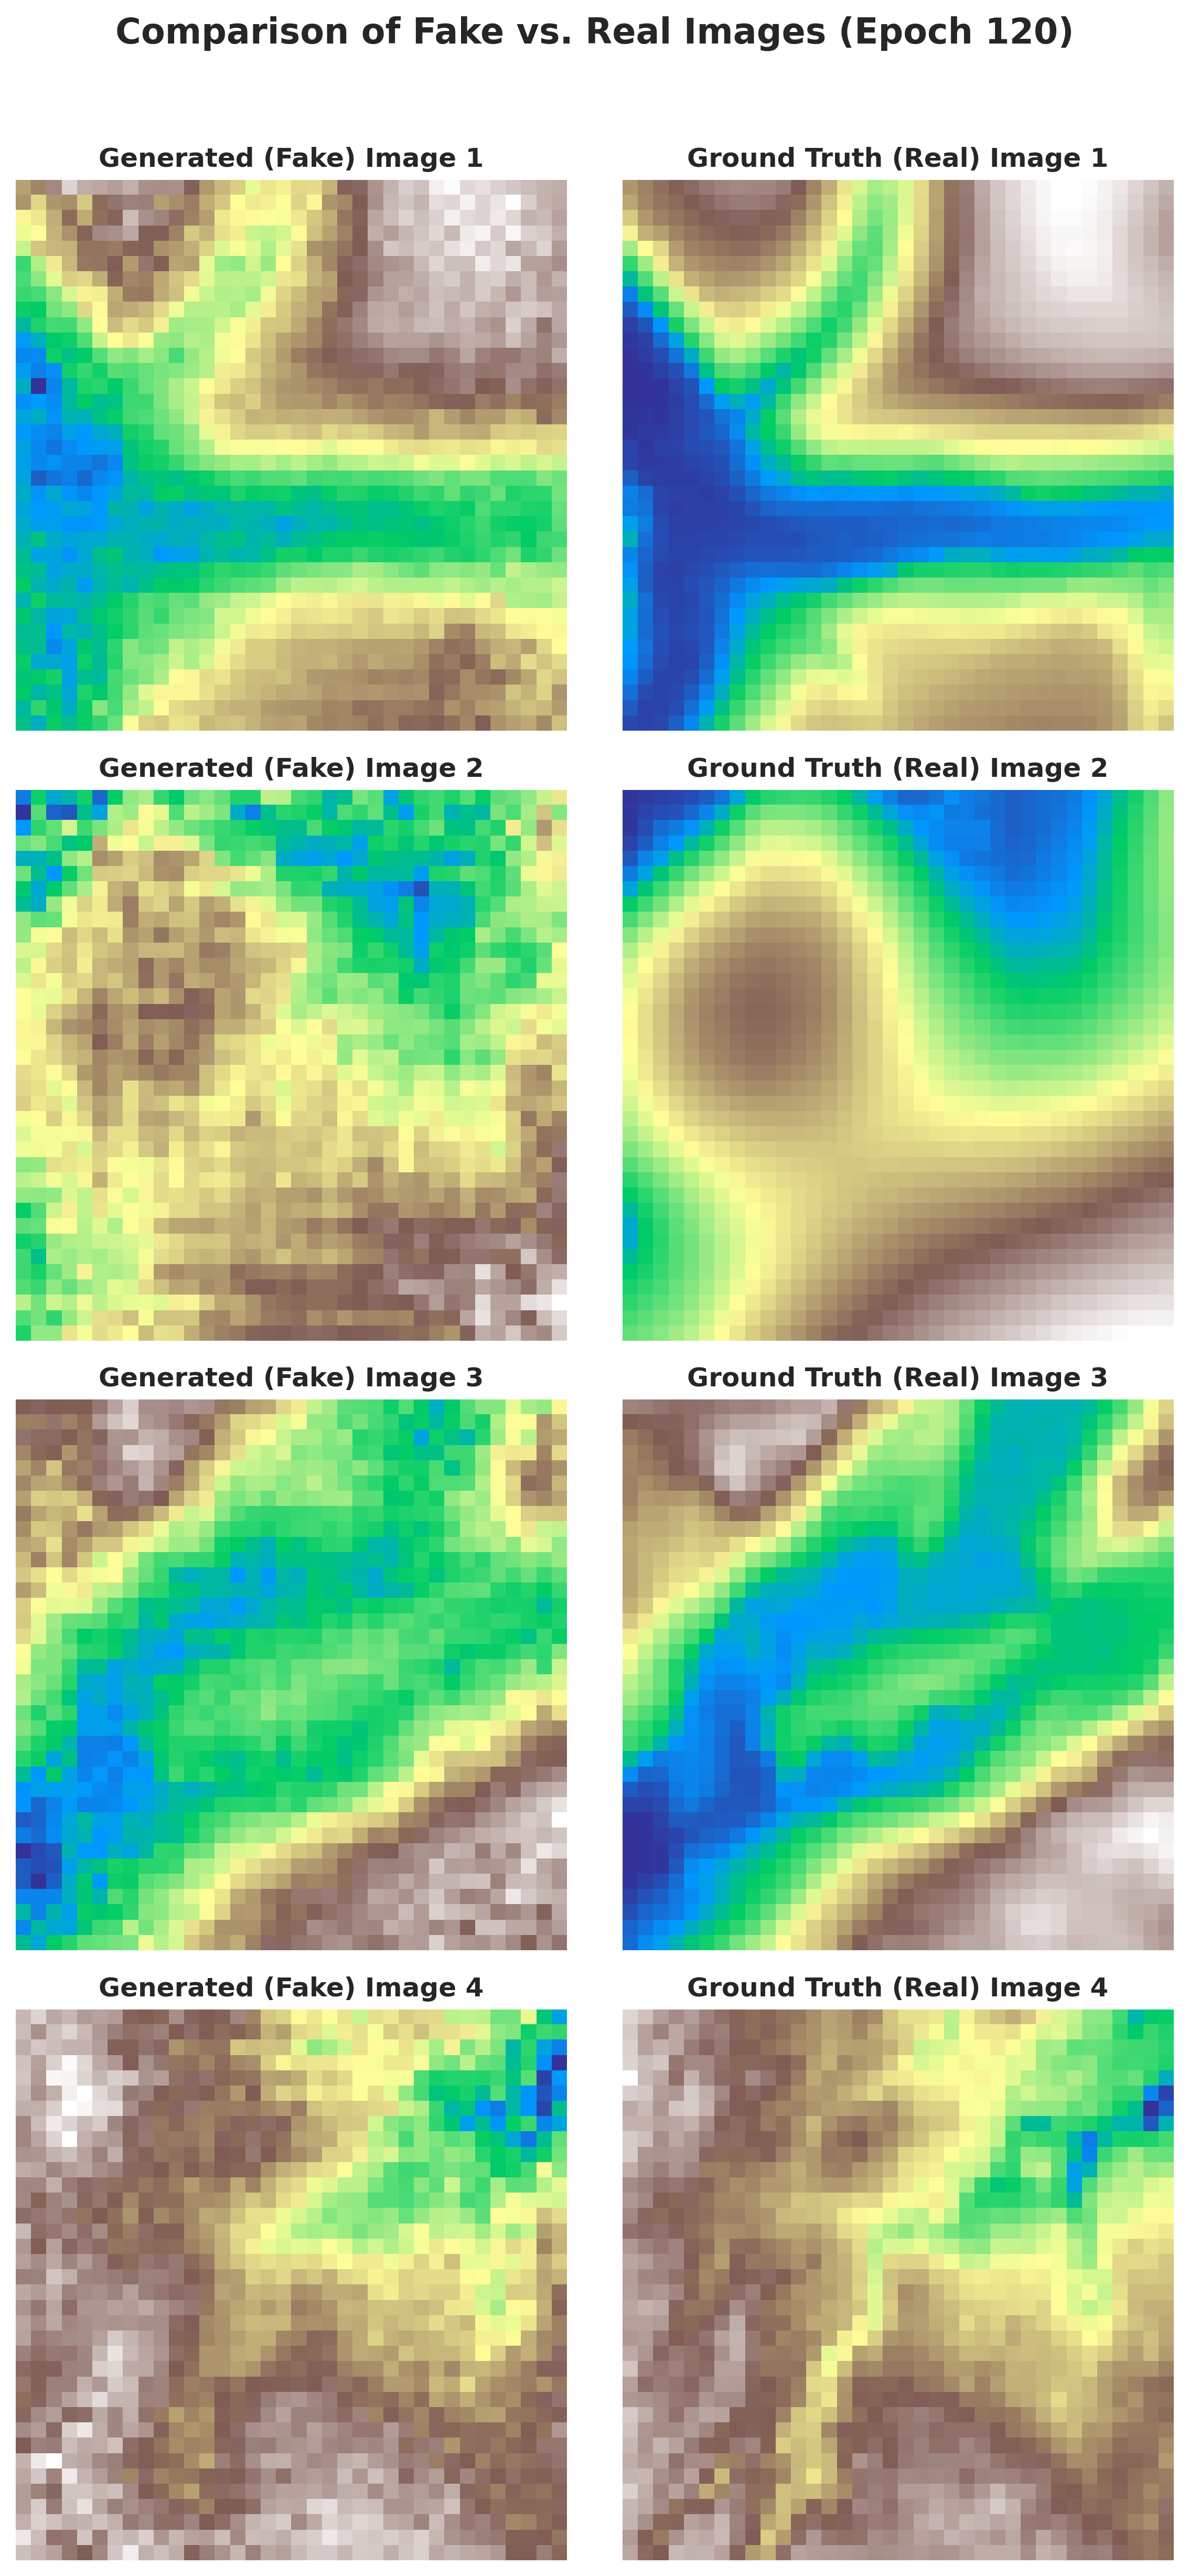 Comparison of Fake vs. Real Images (Epoch 120)
Generated (Fake) Image 1
Ground Truth (Real) Image 1
Generated (Fake) Image 2
Ground Truth (Real) Image 2
Generated (Fake) Image 3
Ground Truth (Real) Image 3
Generated (Fake) Image 4
Ground Truth (Real) Image 4